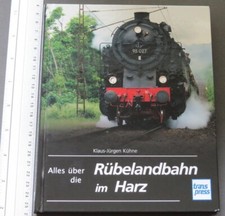 Klaus-Jürgen Kühne
Alles über
die
Rübelandbahn
im Harz
trans
press